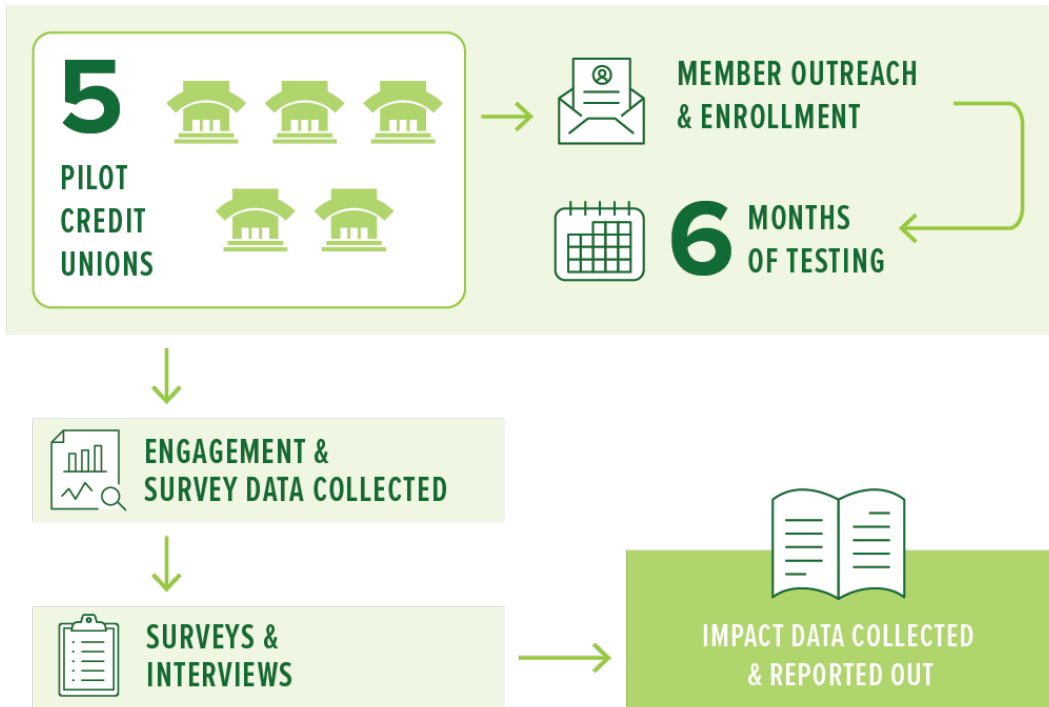 5
PILOT
CREDIT
UNIONS
MEMBER OUTREACH
& ENROLLMENT
6
MONTHS
OF TESTING
ENGAGEMENT &
SURVEY DATA COLLECTED
SURVEYS &
INTERVIEWS
IMPACT DATA COLLECTED
& REPORTED OUT